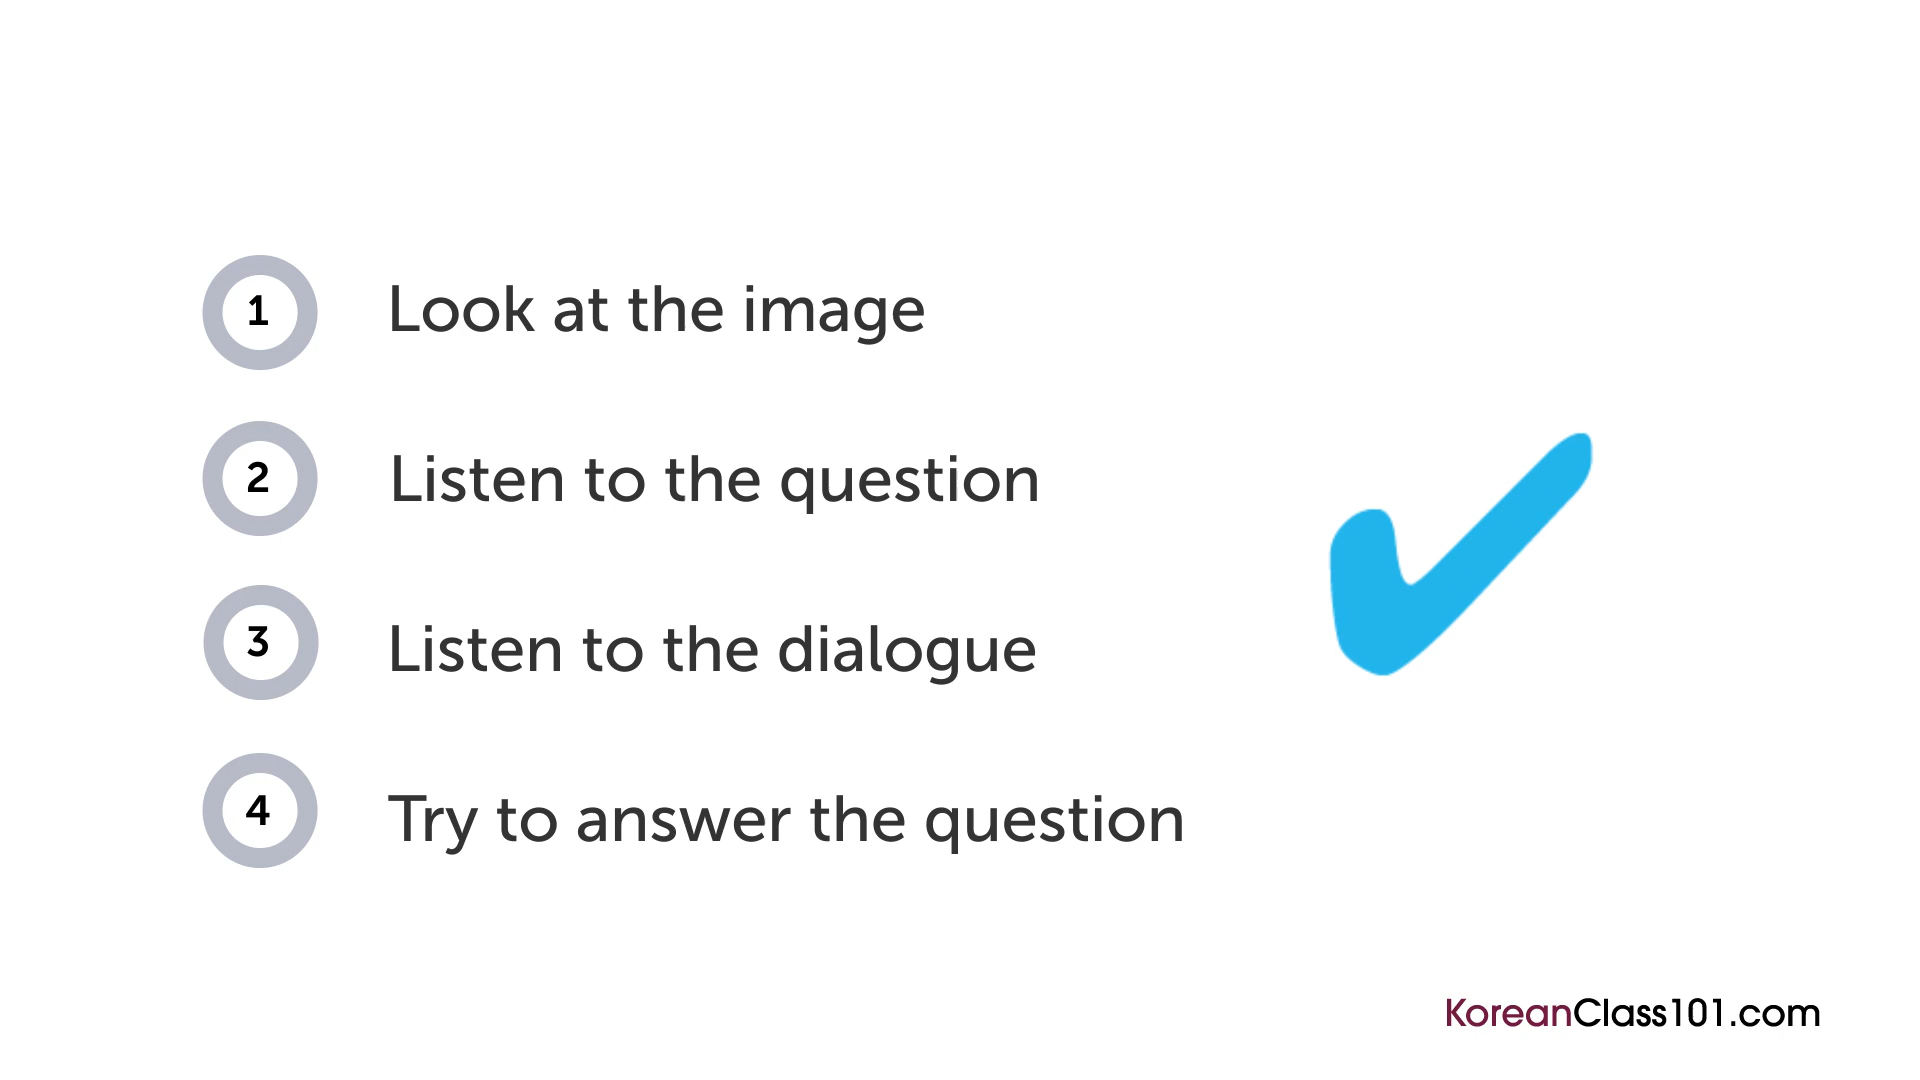 1 Look at the image
2 Listen to the question
3 Listen to the dialogue
4 Try to answer the question
KoreanClass101.com